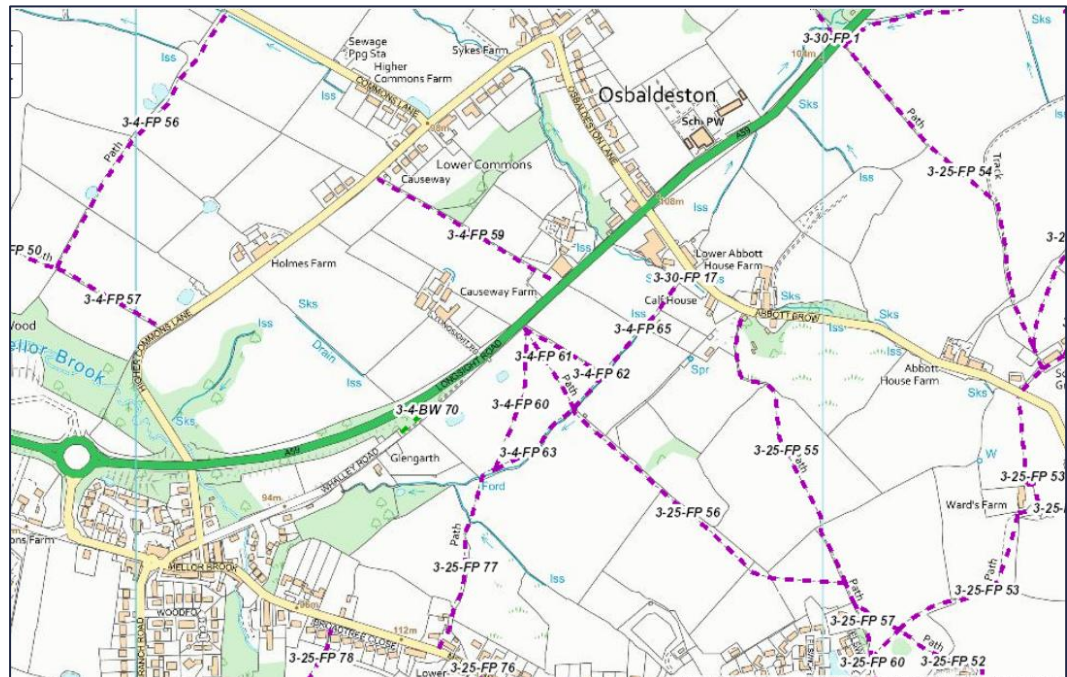 3-30-FP 1
104m
Iss
Sewage
Ppg Sta
Sykes Farm
Higher
Commons Farm
Iss
Sks
Iss
COMMONS LANE
Osbaldeston
OSBALDESTON LANE
Sch PW
A59
3-4-FP 56
98m
Path
Lower Commons
Causeway
Iss
3-25-FP 54
Track
108m
3-4-FP 59
Iss
Lower Abbott
House Farm
FP 50
Holmes Farm
3-30-FP 17
3-4-FP 57
Causeway Farm
Calf House
Sks
ABBOTT BROW
Iss
Sks
Iss
Sks
Drain
3-4-FP 65
Iss
LONGSIGHT ROAD
3-4-FP 61
Path
3-4-FP 62
Spr
Abbott
House Farm
Sks
Iss
3-4-BW 70
3-4-FP 60
Sks
Glengarth
3-4-FP 63
3-25-FP 55
A59
WHALLEY ROAD
Ford
W
3-25-FP 53
94m
3-25-FP 56
Ward's Farm
Path
Path
MELLOR BROOK
3-25-FP 77
Iss
Path
Path
3-25-FP 53
96m
3-25-FP 57
BRANCH ROAD
112m
Path
3-25-FP 78
3-25-FP 76
3-25-FP 60
3-25-FP 52